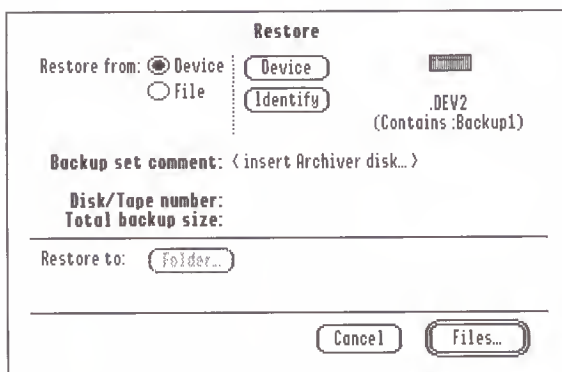 Restore
Restore from: Device
File
Device
Identify
.DEV2
(Contains :Backup1)
Backup set comment: < insert Archiver disk... >
Disk/Tape number:
Total backup size:
Restore to: Folder...
Cancel
Files...